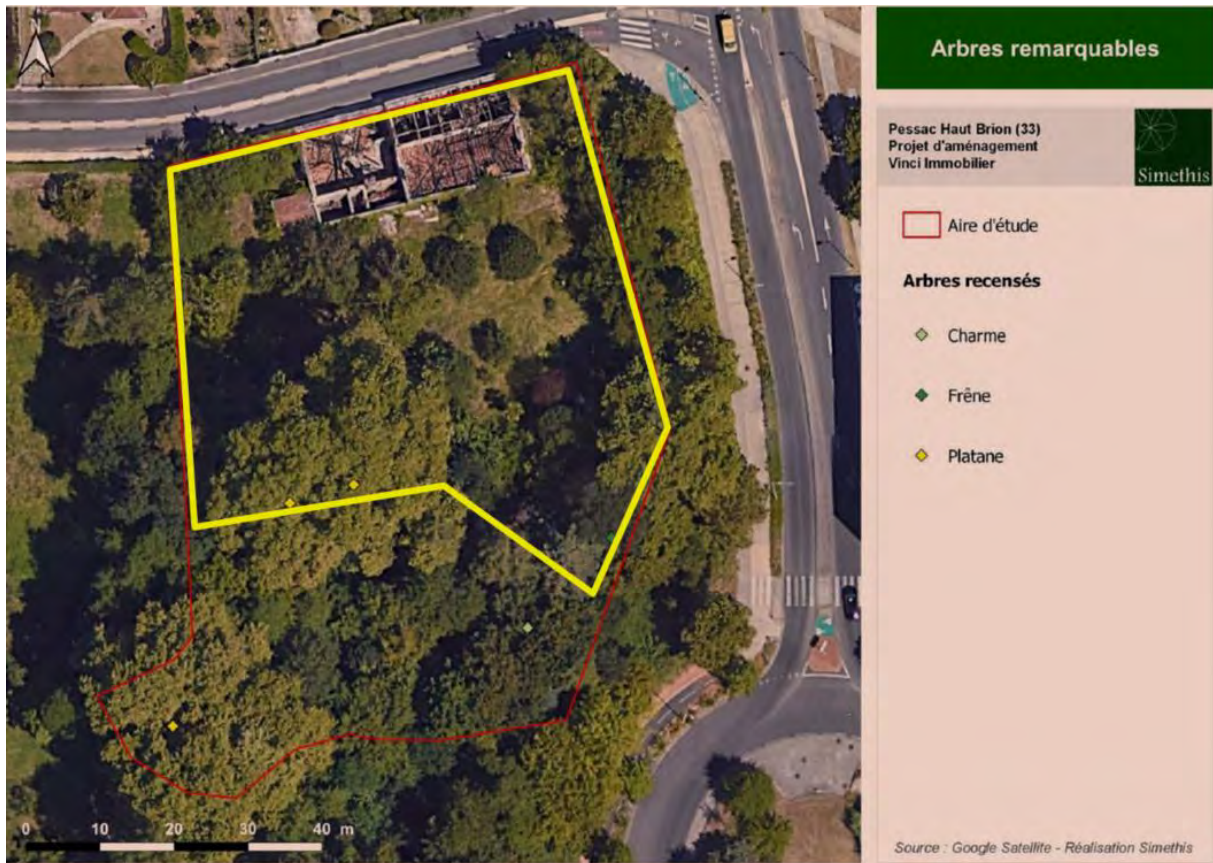 Arbres remarquables
Pessac Haut Brion (33)
Projet d'aménagement
Vinci Immobilier
Simethis
Aire d'étude
Arbres recensés
Charme
Frêne
Platane
0 10 20 30 40 m
Source : Google Satellite - Réalisation Simethis